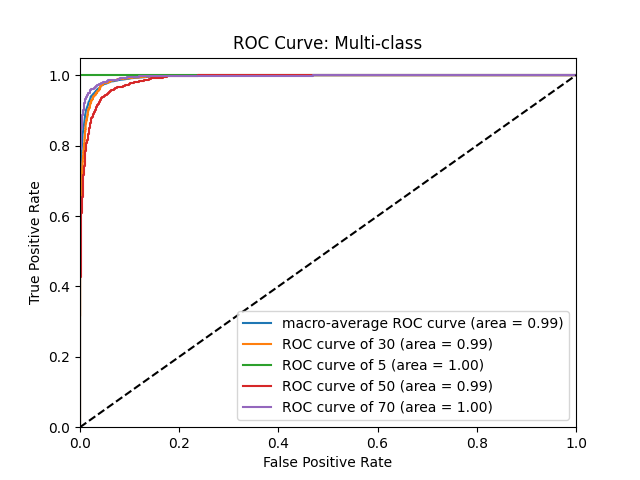 ROC Curve: Multi-class
True Positive Rate
1.0
0.8
0.6
0.4
0.2
0.0
macro-average ROC curve (area = 0.99)
ROC curve of 30 (area = 0.99)
ROC curve of 5 (area = 1.00)
ROC curve of 50 (area = 0.99)
ROC curve of 70 (area = 1.00)
0.0 0.2 0.4 0.6 0.8 1.0
False Positive Rate